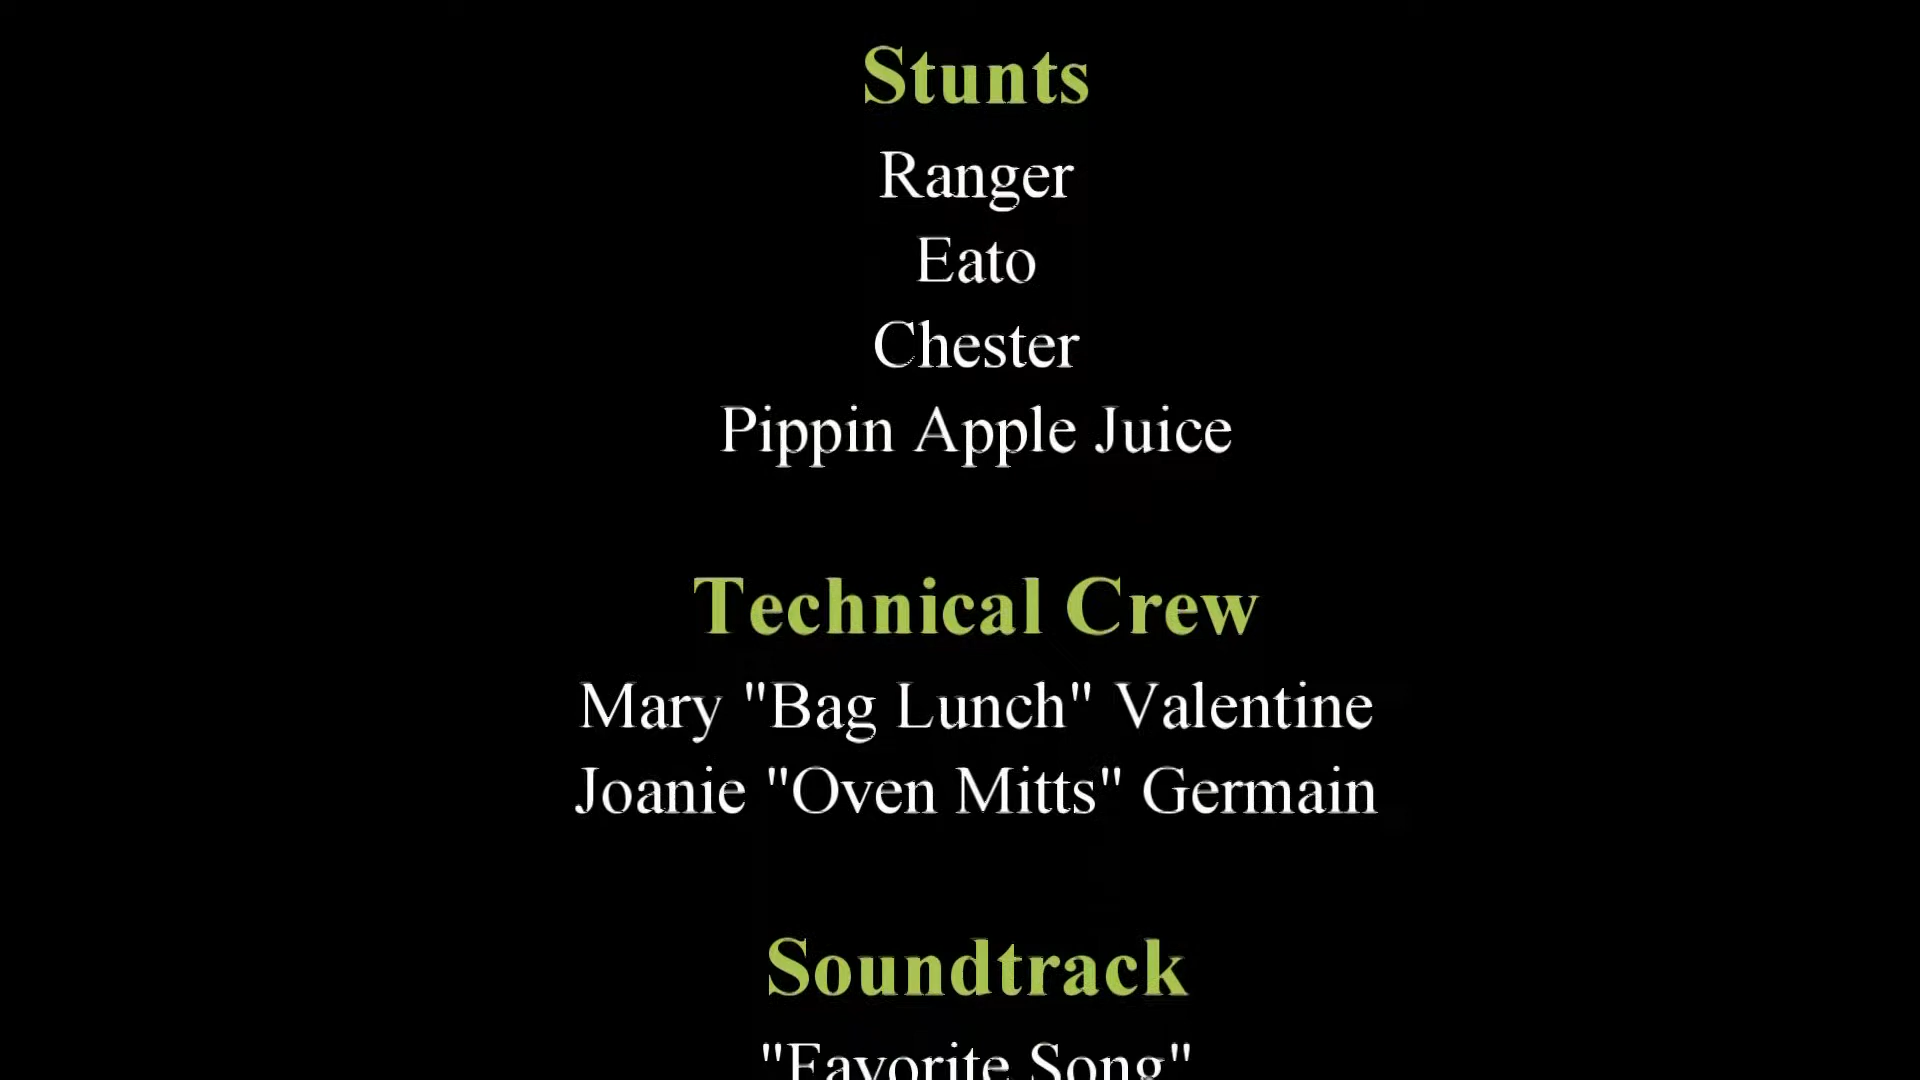 Stunts
Ranger
Eato
Chester
Pippin Apple Juice
Technical Crew
Mary "Bag Lunch" Valentine
Joanie "Oven Mitts" Germain
Soundtrack
"Favorite Song"